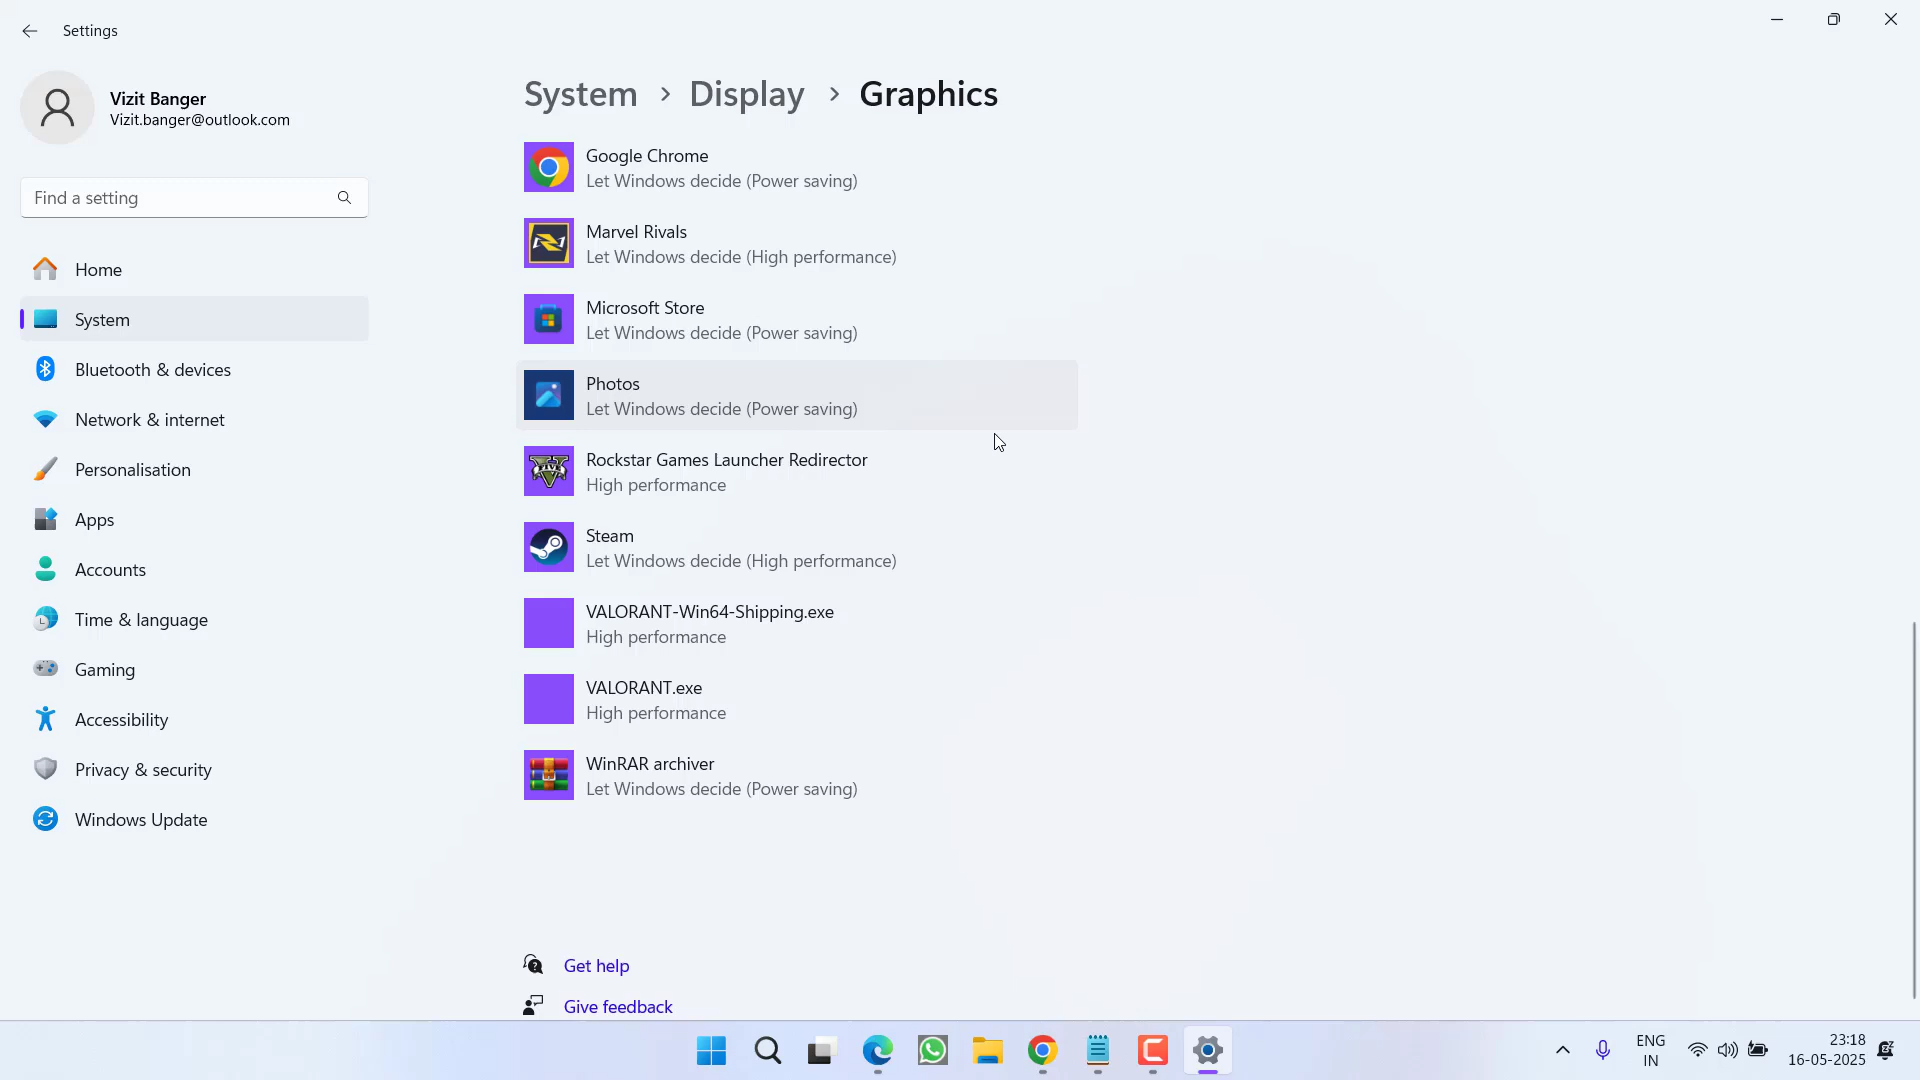 Settings
Vizit Banger
Vizit.banger@outlook.com
Find a setting
Home
System
Bluetooth & devices
Network & internet
Personalisation
Apps
Accounts
Time & language
Gaming
Accessibility
Privacy & security
Windows Update
System > Display > Graphics
Google Chrome
Let Windows decide (Power saving)
Marvel Rivals
Let Windows decide (High performance)
Microsoft Store
Let Windows decide (Power saving)
Photos
Let Windows decide (Power saving)
Rockstar Games Launcher Redirector
High performance
Steam
Let Windows decide (High performance)
VALORANT-Win64-Shipping.exe
High performance
VALORANT.exe
High performance
WinRAR archiver
Let Windows decide (Power saving)
Get help
Give feedback
ENG
IN
23:18
16-05-2025